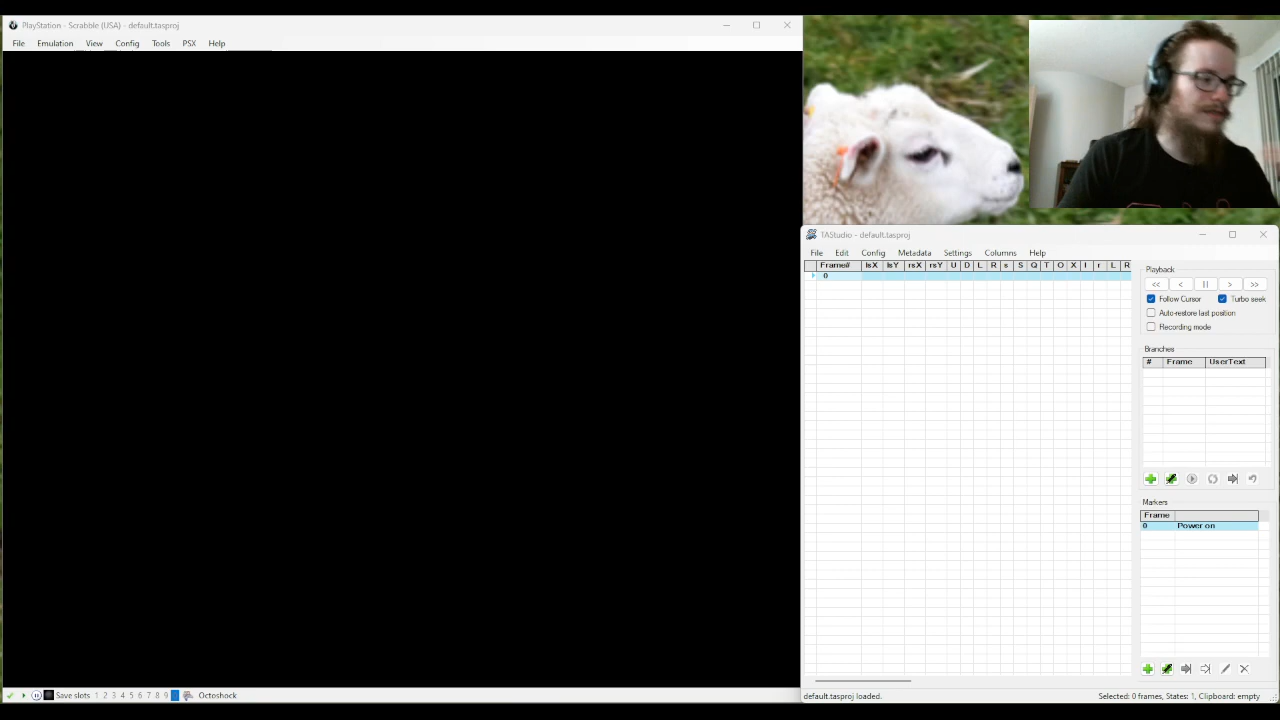 PlayStation - Scrabble (USA) - default.tasproj
File Emulation View Config Tools PSX Help
TAStudio - default.tasproj
File Edit Config Metadata Settings Columns Help
Frame# lsX lsY rsX rsY U D L R s S Q T O X l r L R
0
Playback
<< < || > >>
Follow Cursor Turbo seek
Auto-restore last position
Recording mode
Branches
# Frame UserText
Markers
Frame
0 Power on
Save slots 1 2 3 4 5 6 7 8 9 Octoshock
default.tasproj loaded. Selected: 0 frames, States: 1, Clipboard: empty